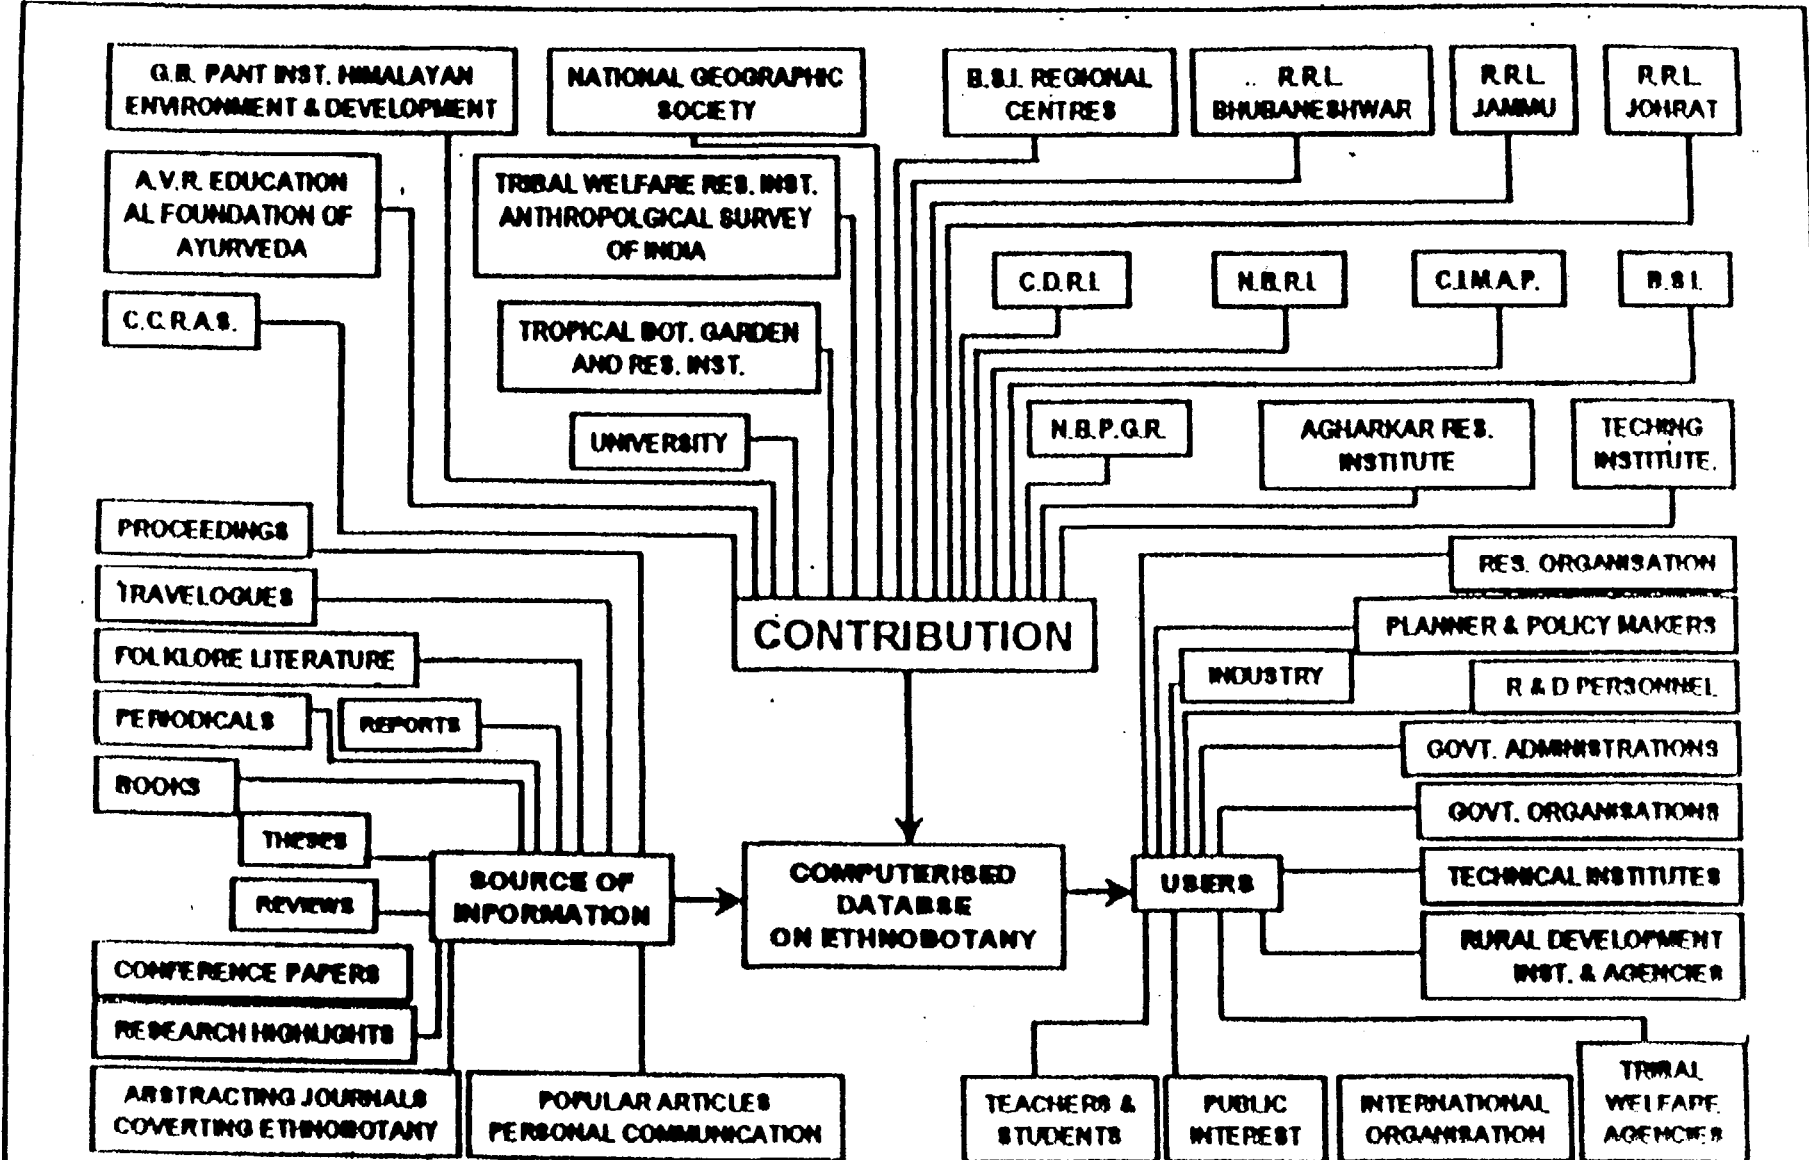 G.B. PANT INST. HIMALAYAN
ENVIRONMENT & DEVELOPMENT
NATIONAL GEOGRAPHIC
SOCIETY
B.S.I. REGIONAL
CENTRES
R.R.L.
BHUBANESHWAR
R.R.L.
JAMMU
R.R.L.
JOHRAT
A.V.R. EDUCATION
AL FOUNDATION OF
AYURVEDA
TRIBAL WELFARE RES. INST.
ANTHROPOLGICAL SURVEY
OF INDIA
C.D.R.I.
N.B.R.I.
C.I.M.A.P.
B.S.I.
C.C.R.A.S.
TROPICAL BOT. GARDEN
AND RES. INST.
UNIVERSITY
N.B.P.G.R.
AGHARKAR RES.
INSTITUTE
TECHING
INSTITUTE.
PROCEEDINGS
TRAVELOGUES
FOLKLORE LITERATURE
PERIODICALS
REPORTS
BOOKS
THESES
REVIEWS
CONFERENCE PAPERS
RESEARCH HIGHLIGHTS
ABSTRACTING JOURNALS
COVERTING ETHNOBOTANY
POPULAR ARTICLES
PERSONAL COMMUNICATION
CONTRIBUTION
SOURCE OF
INFORMATION
COMPUTERISED
DATABSE
ON ETHNOBOTANY
USERS
RES. ORGANISATION
PLANNER & POLICY MAKERS
INDUSTRY
R & D PERSONNEL
GOVT. ADMINISTRATIONS
GOVT. ORGANISATIONS
TECHNICAL INSTITUTES
RURAL DEVELOPMENT
INST. & AGENCIES
TEACHERS &
STUDENTS
PUBLIC
INTEREST
INTERNATIONAL
ORGANISATION
TRIBAL
WELFARE
AGENCIES